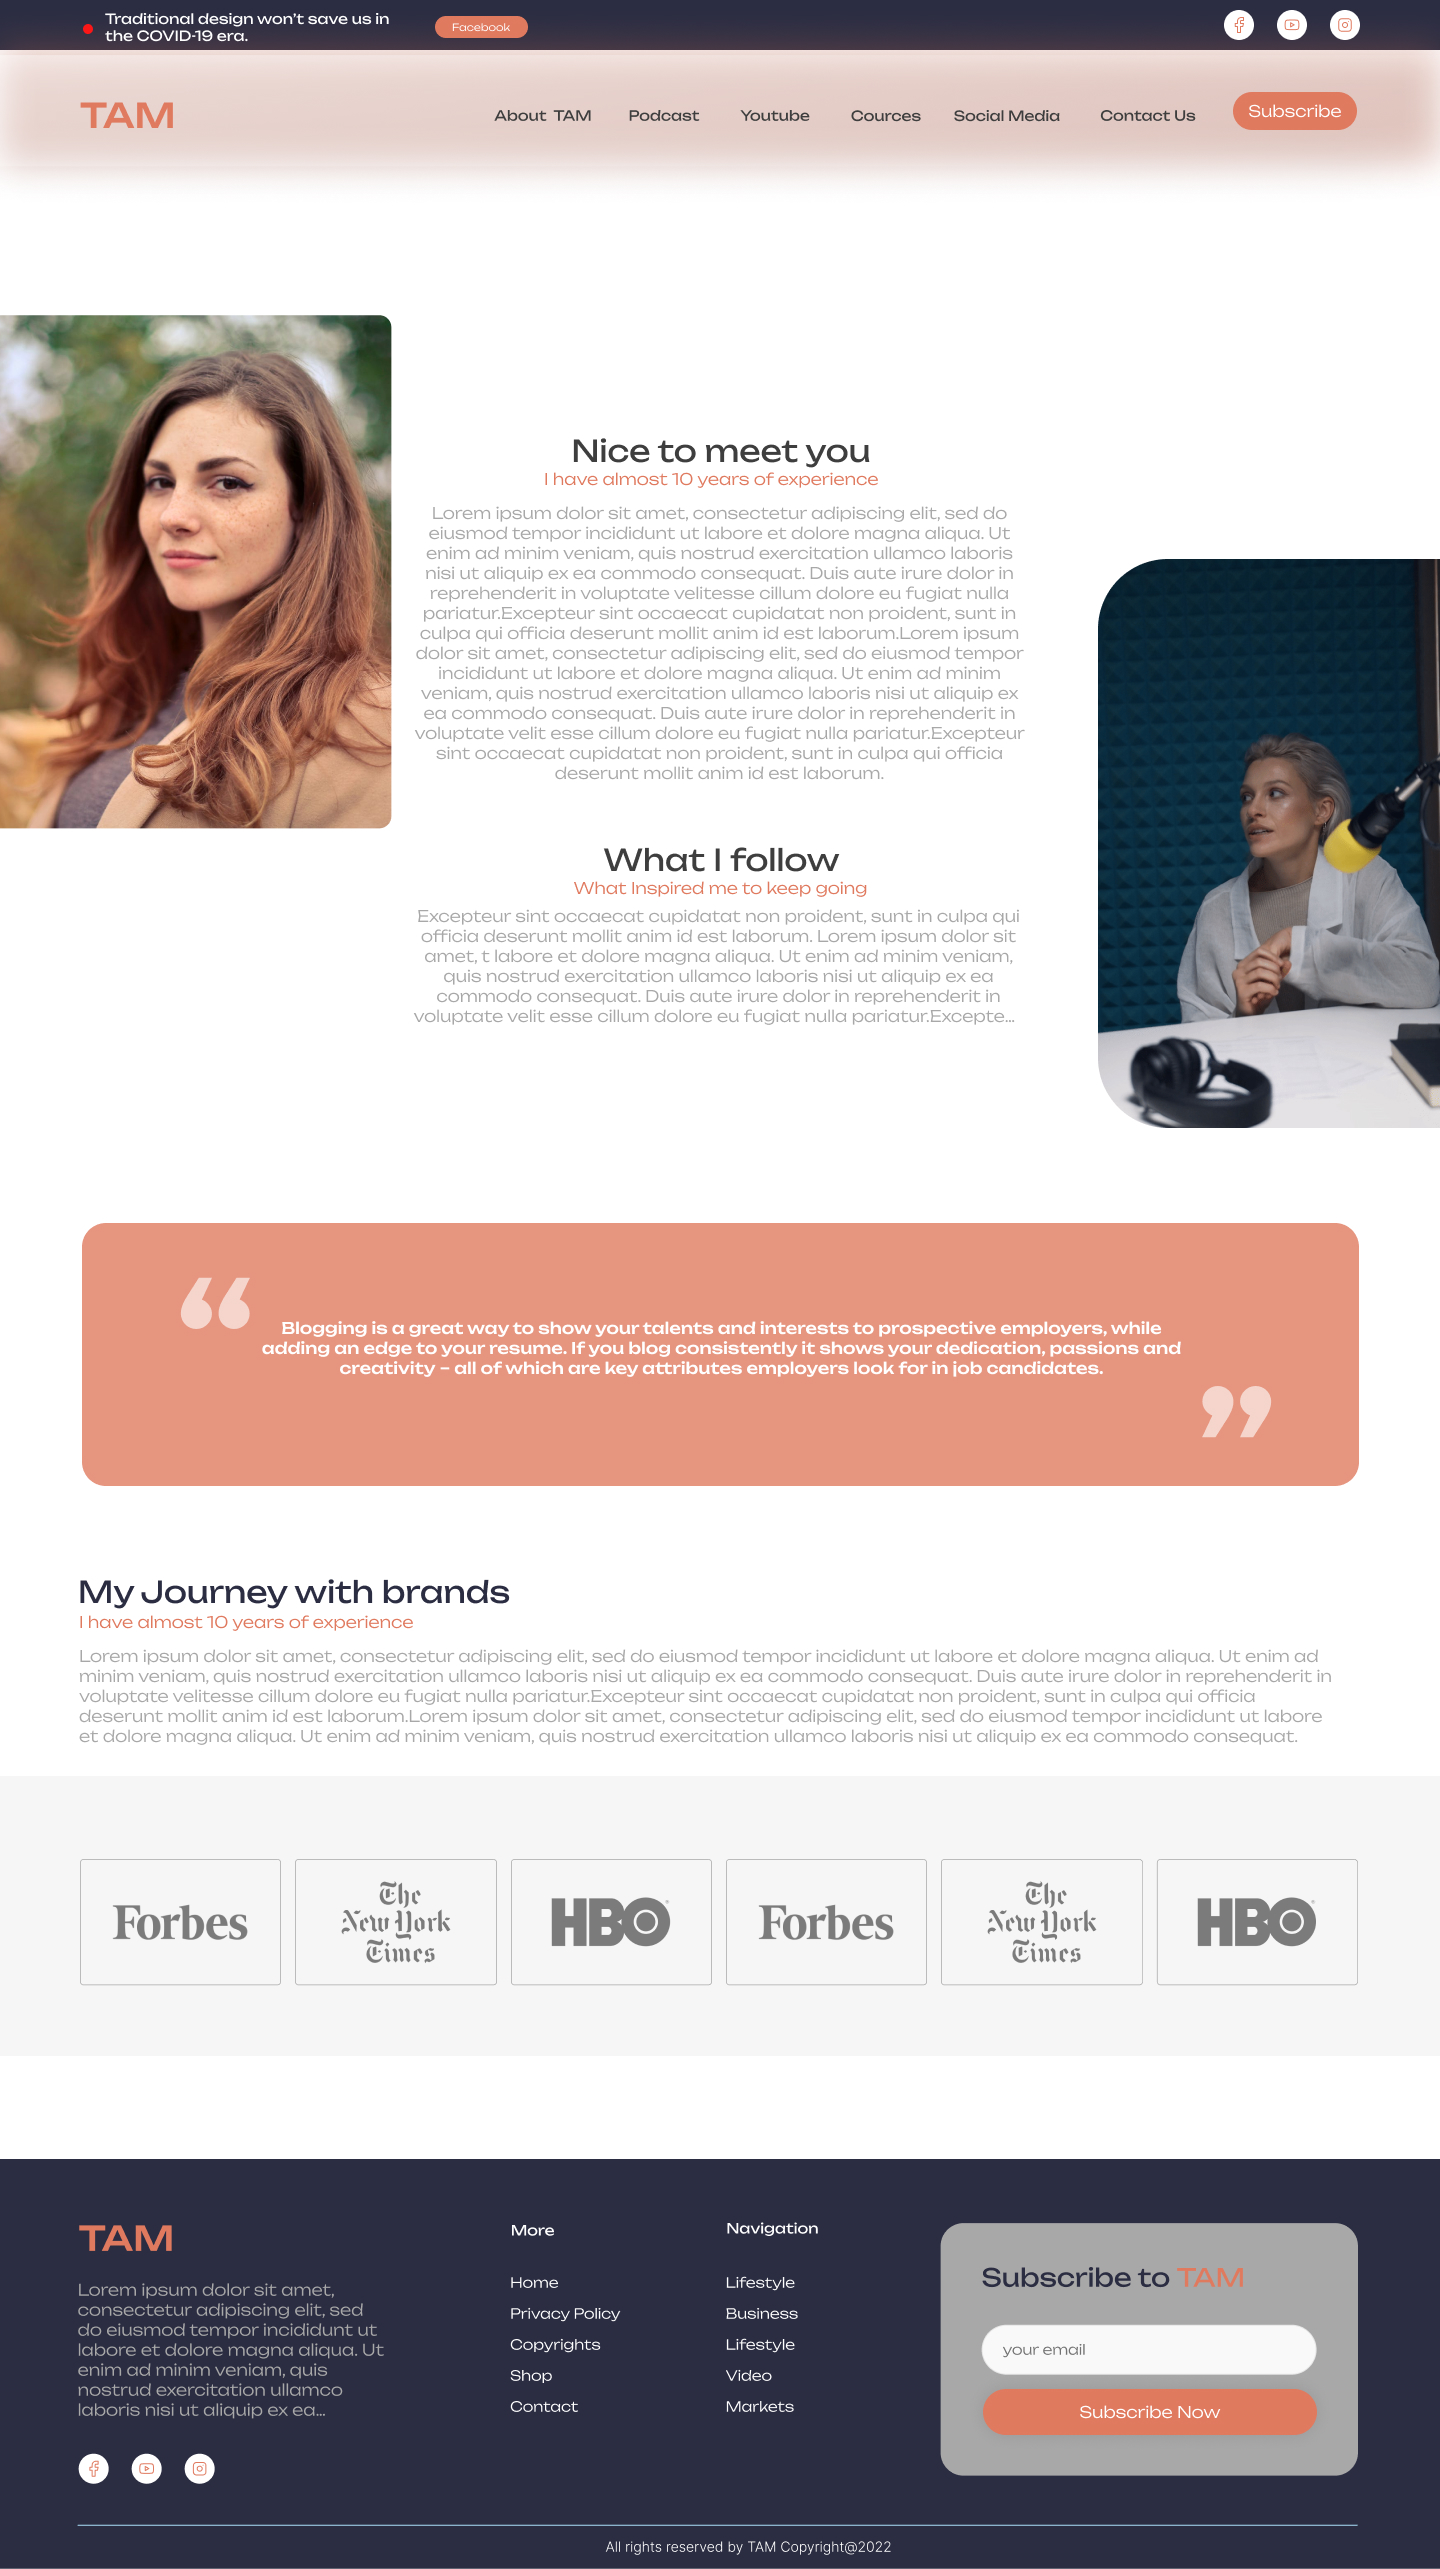 Traditional design won't save us in
the COVID-19 era.
Facebook
TAM
About TAM
Podcast
Youtube
Cources
Social Media
Contact Us
Subscribe
Nice to meet you
I have almost 10 years of experience
Lorem ipsum dolor sit amet, consectetur adipiscing elit, sed do
eiusmod tempor incididunt ut labore et dolore magna aliqua. Ut
enim ad minim veniam, quis nostrud exercitation ullamco laboris
nisi ut aliquip ex ea commodo consequat. Duis aute irure dolor in
reprehenderit in voluptate velitesse cillum dolore eu fugiat nulla
pariatur.Excepteur sint occaecat cupidatat non proident, sunt in
culpa qui officia deserunt mollit anim id est laborum.Lorem ipsum
dolor sit amet, consectetur adipiscing elit, sed do eiusmod tempor
incididunt ut labore et dolore magna aliqua. Ut enim ad minim
veniam, quis nostrud exercitation ullamco laboris nisi ut aliquip ex
ea commodo consequat. Duis aute irure dolor in reprehenderit in
voluptate velit esse cillum dolore eu fugiat nulla pariatur.Excepteur
sint occaecat cupidatat non proident, sunt in culpa qui officia
deserunt mollit anim id est laborum.
What I follow
What Inspired me to keep going
Excepteur sint occaecat cupidatat non proident, sunt in culpa qui
officia deserunt mollit anim id est laborum. Lorem ipsum dolor sit
amet, t labore et dolore magna aliqua. Ut enim ad minim veniam,
quis nostrud exercitation ullamco laboris nisi ut aliquip ex ea
commodo consequat. Duis aute irure dolor in reprehenderit in
voluptate velit esse cillum dolore eu fugiat nulla pariatur.Excepte...
“
Blogging is a great way to show your talents and interests to prospective employers, while
adding an edge to your resume. If you blog consistently it shows your dedication, passions and
creativity – all of which are key attributes employers look for in job candidates.
”
My Journey with brands
I have almost 10 years of experience
Lorem ipsum dolor sit amet, consectetur adipiscing elit, sed do eiusmod tempor incididunt ut labore et dolore magna aliqua. Ut enim ad
minim veniam, quis nostrud exercitation ullamco laboris nisi ut aliquip ex ea commodo consequat. Duis aute irure dolor in reprehenderit in
voluptate velitesse cillum dolore eu fugiat nulla pariatur.Excepteur sint occaecat cupidatat non proident, sunt in culpa qui officia
deserunt mollit anim id est laborum.Lorem ipsum dolor sit amet, consectetur adipiscing elit, sed do eiusmod tempor incididunt ut labore
et dolore magna aliqua. Ut enim ad minim veniam, quis nostrud exercitation ullamco laboris nisi ut aliquip ex ea commodo consequat.
Forbes
The
New York
Times
HBO®
Forbes
The
New York
Times
HBO®
TAM
Lorem ipsum dolor sit amet,
consectetur adipiscing elit, sed
do eiusmod tempor incididunt ut
labore et dolore magna aliqua. Ut
enim ad minim veniam, quis
nostrud exercitation ullamco
laboris nisi ut aliquip ex ea...
More
Home
Privacy Policy
Copyrights
Shop
Contact
Navigation
Lifestyle
Business
Lifestyle
Video
Markets
Subscribe to TAM
your email
Subscribe Now
All rights reserved by TAM Copyright@2022